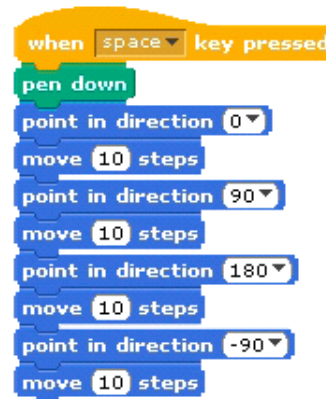 when space key pressed
pen down
point in direction 0
move 10 steps
point in direction 90
move 10 steps
point in direction 180
move 10 steps
point in direction -90
move 10 steps